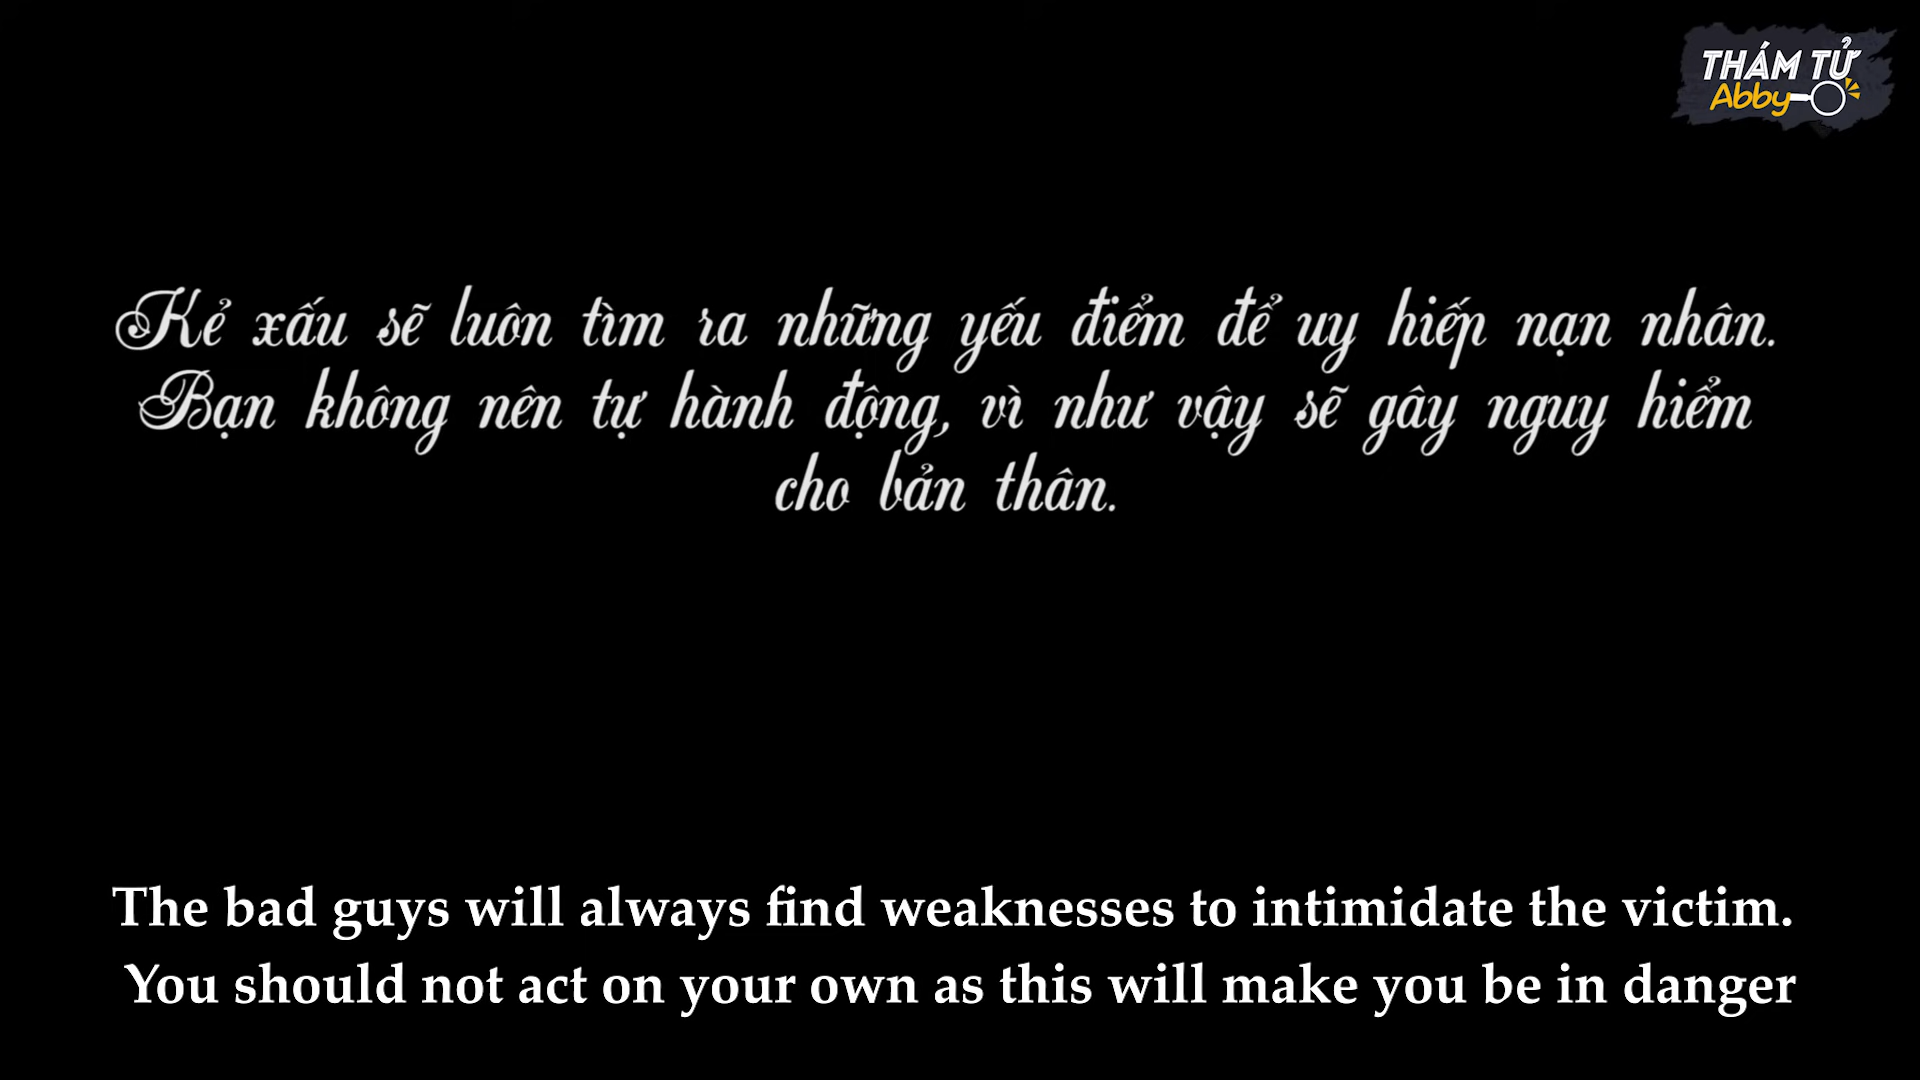 THÁM TỬ
Abby
Kẻ xấu sẽ luôn tìm ra những yếu điểm để uy hiếp nạn nhân.
Bạn không nên tự hành động, vì như vậy sẽ gây nguy hiểm
cho bản thân.
The bad guys will always find weaknesses to intimidate the victim.
You should not act on your own as this will make you be in danger